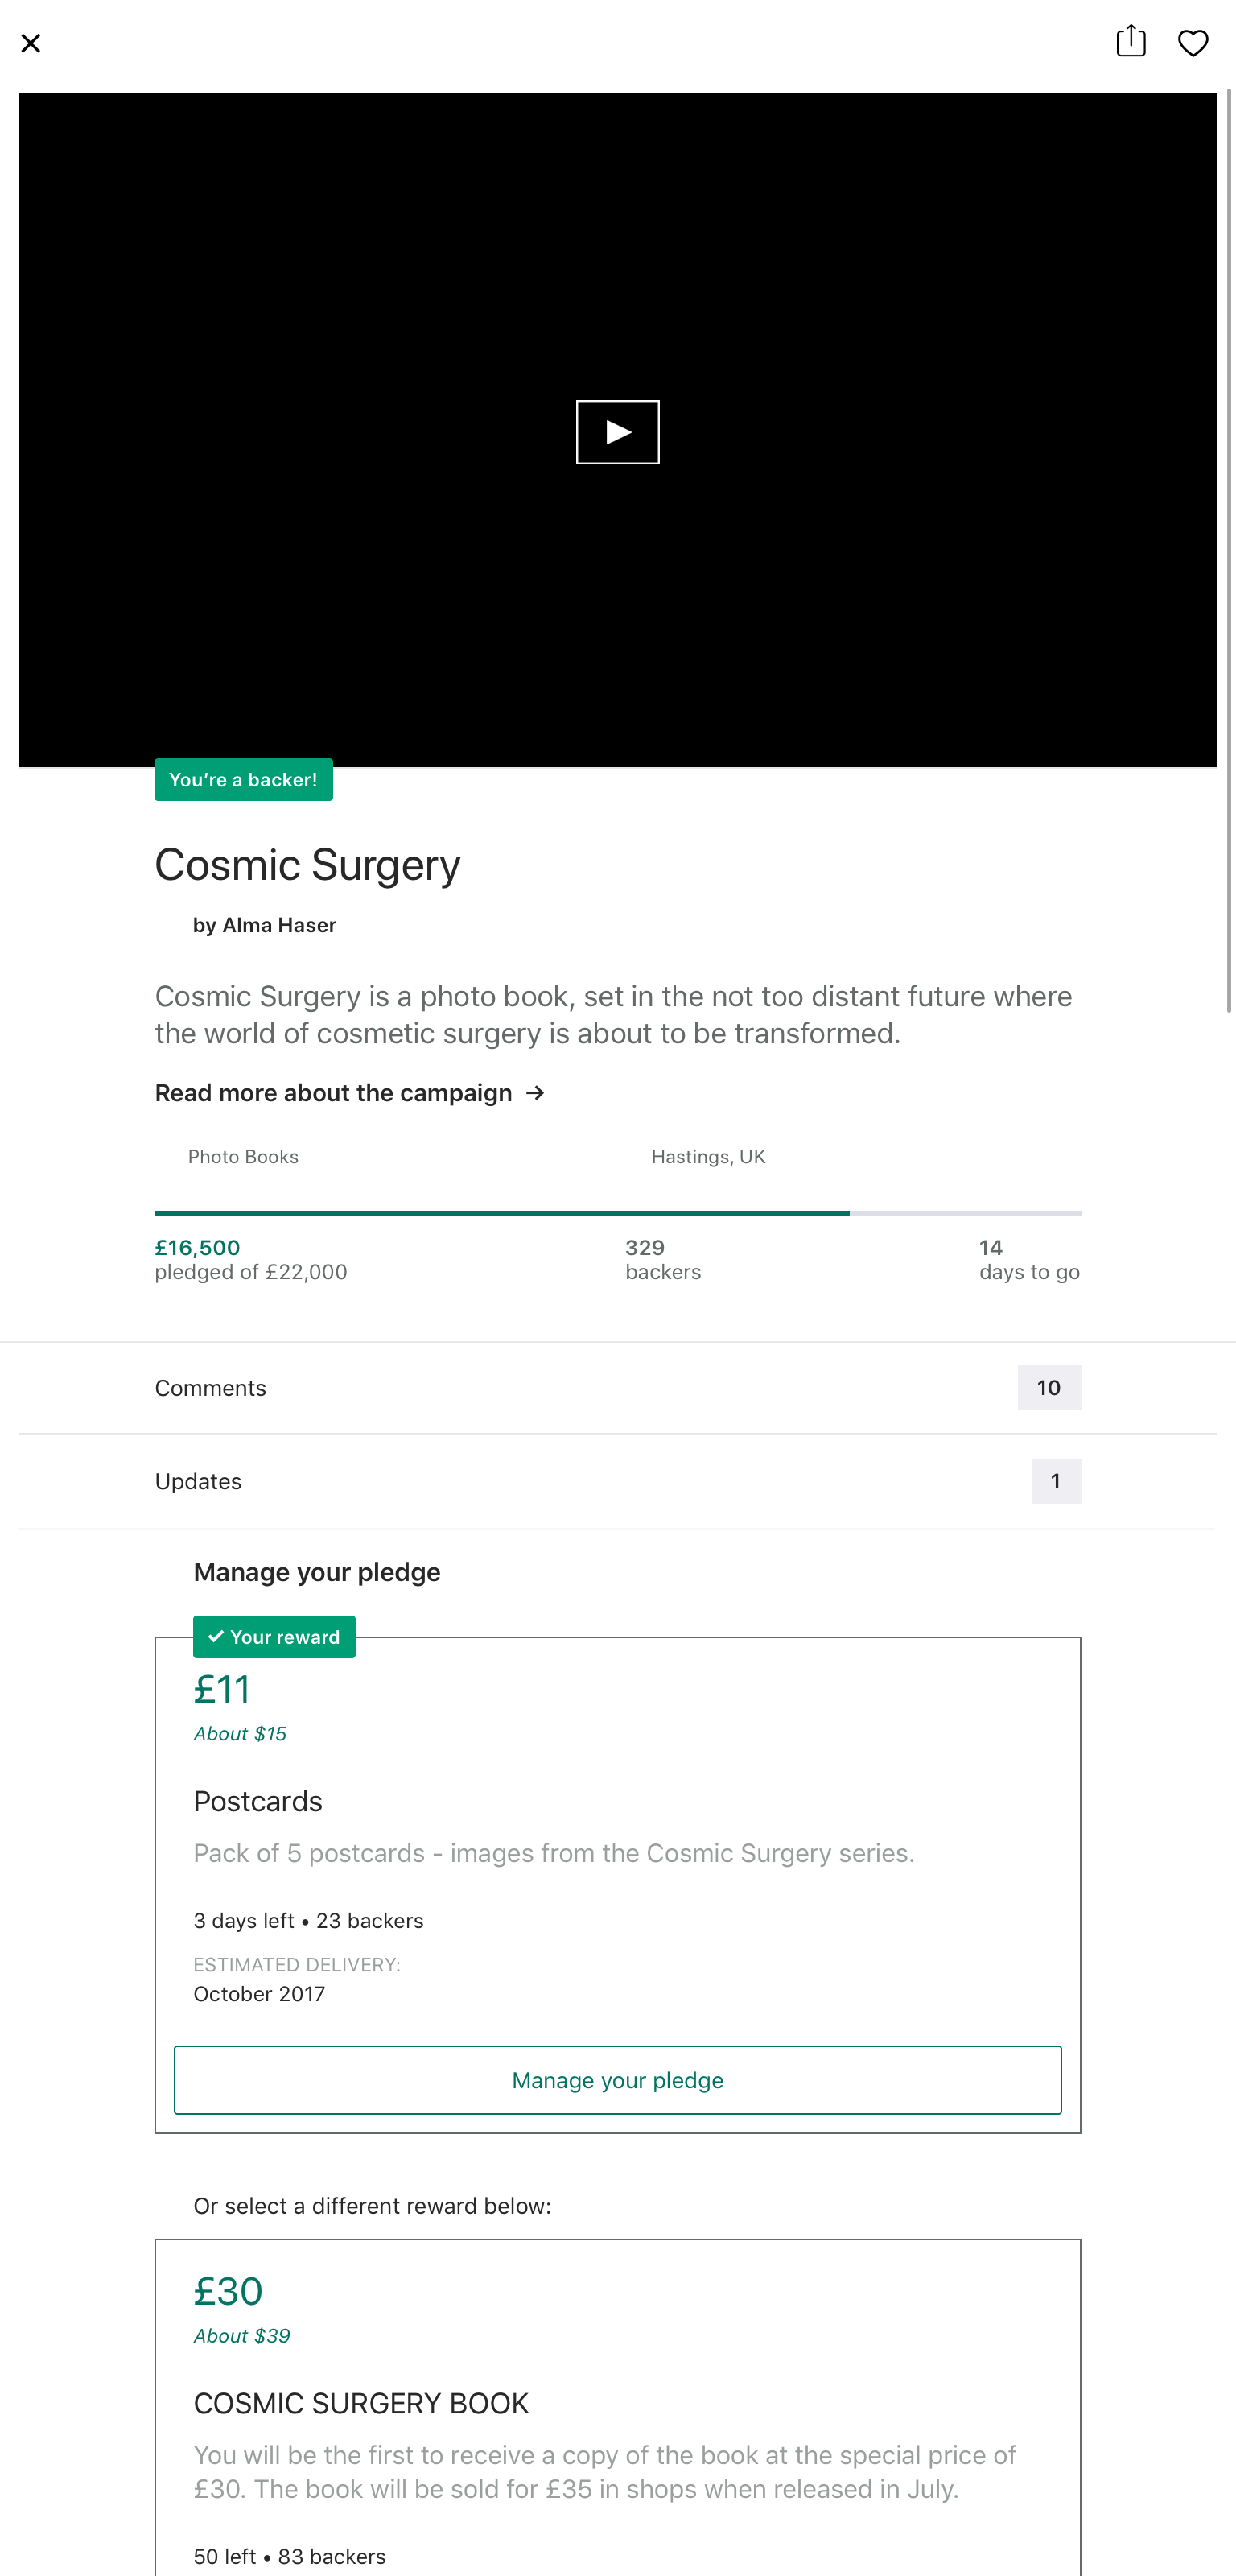 You're a backer!
Cosmic Surgery
by Alma Haser
Cosmic Surgery is a photo book, set in the not too distant future where
the world of cosmetic surgery is about to be transformed.
Read more about the campaign →
Photo Books
Hastings, UK
£16,500
pledged of £22,000
329
backers
14
days to go
Comments
10
Updates
1
Manage your pledge
✓ Your reward
£11
About $15
Postcards
Pack of 5 postcards - images from the Cosmic Surgery series.
3 days left • 23 backers
ESTIMATED DELIVERY:
October 2017
Manage your pledge
Or select a different reward below:
£30
About $39
COSMIC SURGERY BOOK
You will be the first to receive a copy of the book at the special price of
£30. The book will be sold for £35 in shops when released in July.
50 left • 83 backers